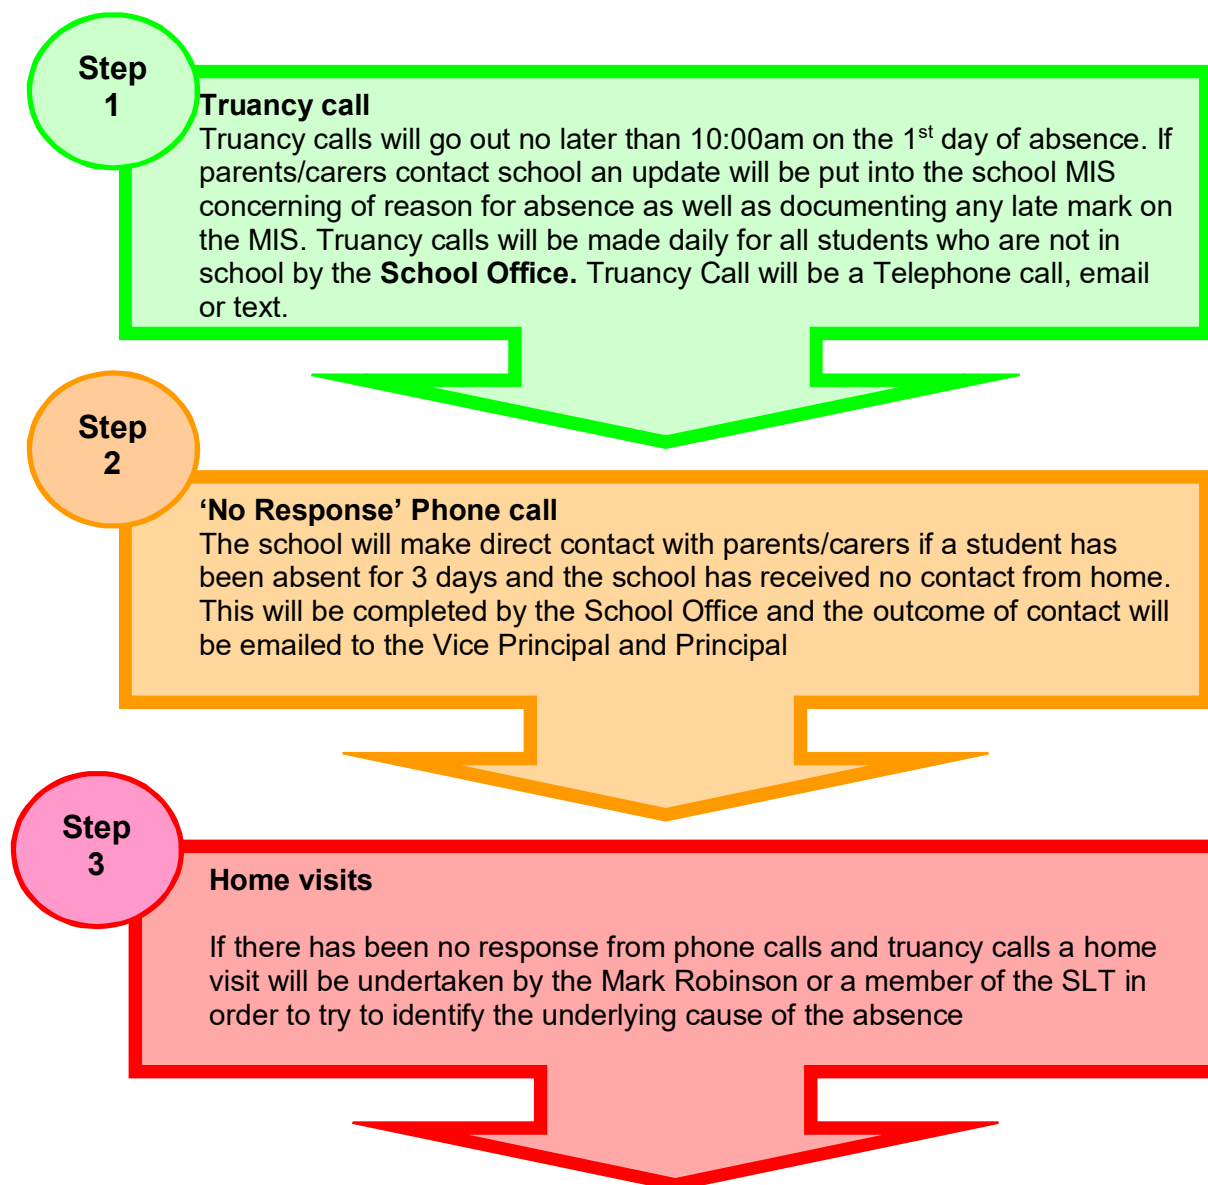 Step
1
Truancy call
Truancy calls will go out no later than 10:00am on the 1st day of absence. If
parents/carers contact school an update will be put into the school MIS
concerning of reason for absence as well as documenting any late mark on
the MIS. Truancy calls will be made daily for all students who are not in
school by the School Office. Truancy Call will be a Telephone call, email
or text.
Step
2
‘No Response’ Phone call
The school will make direct contact with parents/carers if a student has
been absent for 3 days and the school has received no contact from home.
This will be completed by the School Office and the outcome of contact will
be emailed to the Vice Principal and Principal
Step
3
Home visits
If there has been no response from phone calls and truancy calls a home
visit will be undertaken by the Mark Robinson or a member of the SLT in
order to try to identify the underlying cause of the absence